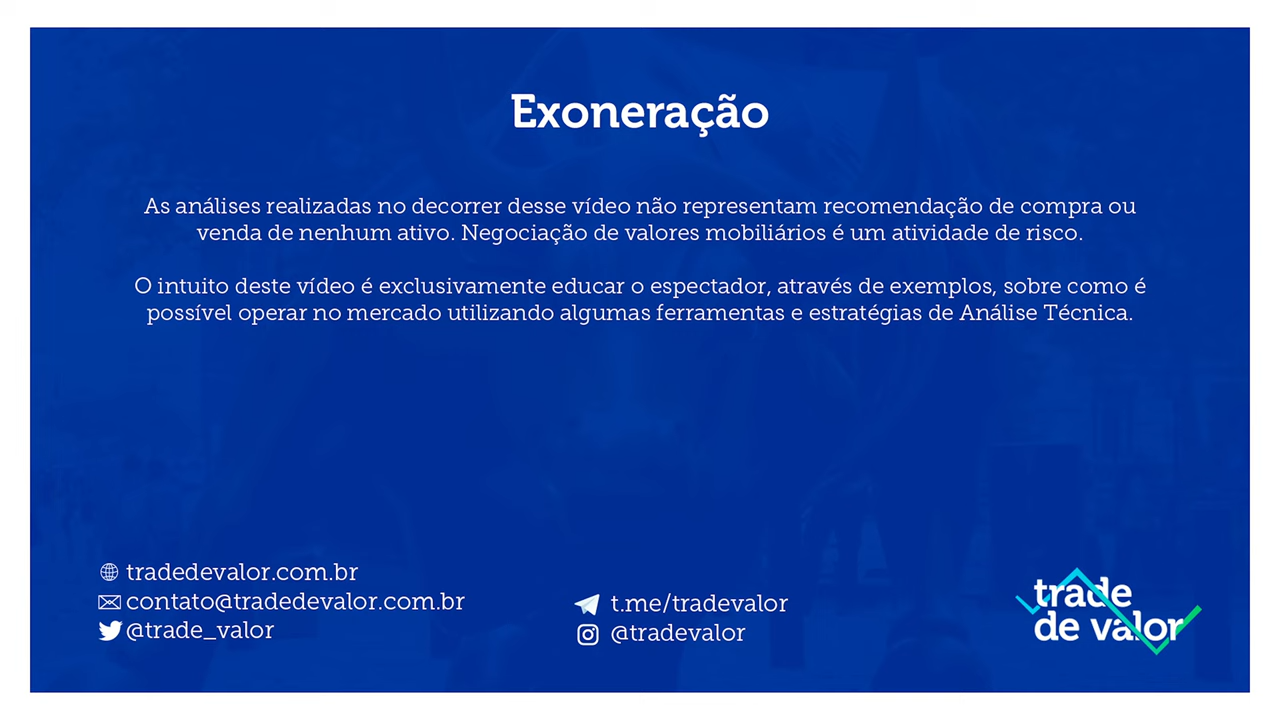 Exoneração
As análises realizadas no decorrer desse vídeo não representam recomendação de compra ou
venda de nenhum ativo. Negociação de valores mobiliários é um atividade de risco.
O intuito deste vídeo é exclusivamente educar o espectador, através de exemplos, sobre como é
possível operar no mercado utilizando algumas ferramentas e estratégias de Análise Técnica.
tradedevalor.com.br
contato@tradedevalor.com.br
@trade_valor
t.me/tradevalor
@tradevalor
trade
de valor